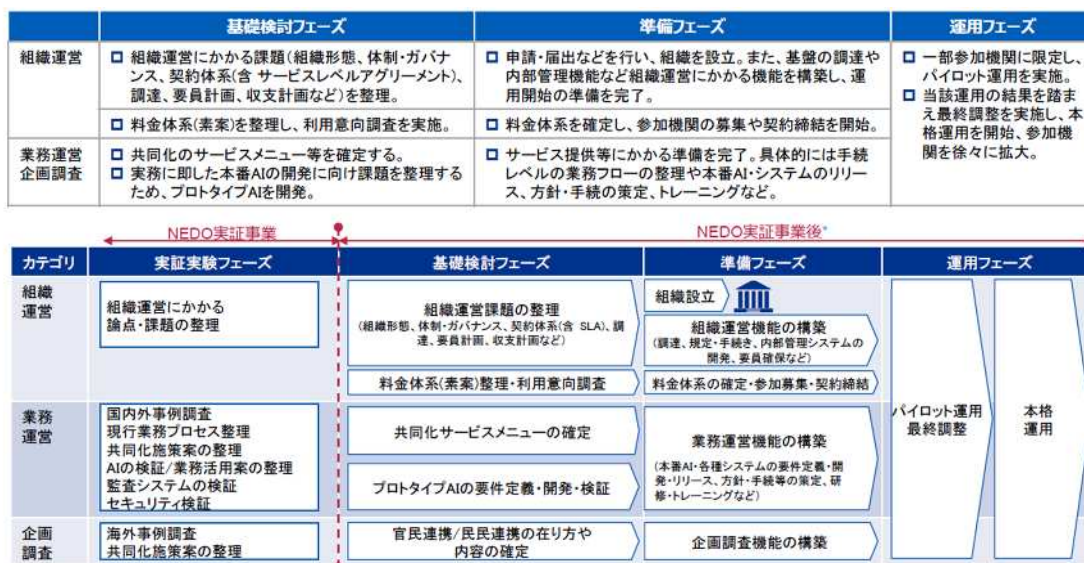 基礎検討フェーズ
準備フェーズ
運用フェーズ
組織運営
組織運営にかかる課題(組織形態、体制・ガバナ
ンス、契約体系(含 サービスレベルアグリーメント)、
調達、要員計画、収支計画など)を整理。
申請・届出などを行い、組織を設立。また、基盤の調達や
内部管理機能など組織運営にかかる機能を構築し、運
用開始の準備を完了。
一部参加機関に限定し、
パイロット運用を実施。
当該運用の結果を踏ま
え最終調整を実施し、本
格運用を開始、参加機
関を徐々に拡大。
料金体系(素案)を整理し、利用意向調査を実施。
料金体系を確定し、参加機関の募集や契約締結を開始。
業務運営
企画調査
共同化のサービスメニュー等を確定する。
実務に即した本番AIの開発に向け課題を整理する
ため、プロトタイプAIを開発。
サービス提供等にかかる準備を完了。具体的には手続
レベルの業務フローの整理や本番AI・システムのリリー
ス、方針・手続の策定、トレーニングなど。
NEDO実証事業
NEDO実証事業後*
カテゴリ
実証実験フェーズ
基礎検討フェーズ
準備フェーズ
運用フェーズ
組織
運営
組織運営にかかる
論点・課題の整理
組織運営課題の整理
(組織形態、体制・ガバナンス、契約体系(含 SLA)、調
達、要員計画、収支計画など)
組織設立
組織運営機能の構築
(調達、規定・手続き、内部管理システムの
開発、要員確保など)
料金体系(素案)整理・利用意向調査
料金体系の確定・参加募集・契約締結
パイロット運用
最終調整
本格
運用
業務
運営
国内外事例調査
現行業務プロセス整理
共同化施策案の整理
AIの検証/業務活用案の整理
監査システムの検証
セキュリティ検証
共同化サービスメニューの確定
プロトタイプAIの要件定義・開発・検証
業務運営機能の構築
(本番AI・各種システムの要件定義・開
発・リリース、方針・手続等の策定、研
修・トレーニングなど)
企画
調査
海外事例調査
共同化施策案の整理
官民連携/民民連携の在り方や
内容の確定
企画調査機能の構築